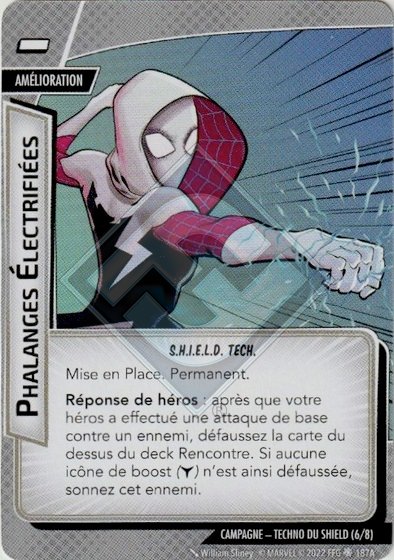 AMÉLIORATION
PHALANGES ÉLECTRIFIÉES
S.H.I.E.L.D. TECH.
Mise en Place. Permanent.
Réponse de héros : après que votre
héros a effectué une attaque de base
contre un ennemi, défaussez la carte du
dessus du deck Rencontre. Si aucune
icône de boost ( ) n'est ainsi défaussée,
sonnez cet ennemi.
CAMPAGNE – TECHNO DU SHIELD (6/8)
William Sliney © MARVEL © 2022 FFG 187A